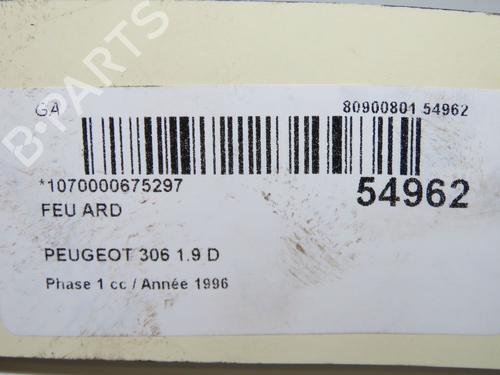 GA
80900801 54962
*1070000675297
54962
FEU ARD
PEUGEOT 306 1.9 D
Phase 1 cc / Année 1996
B-PARTS